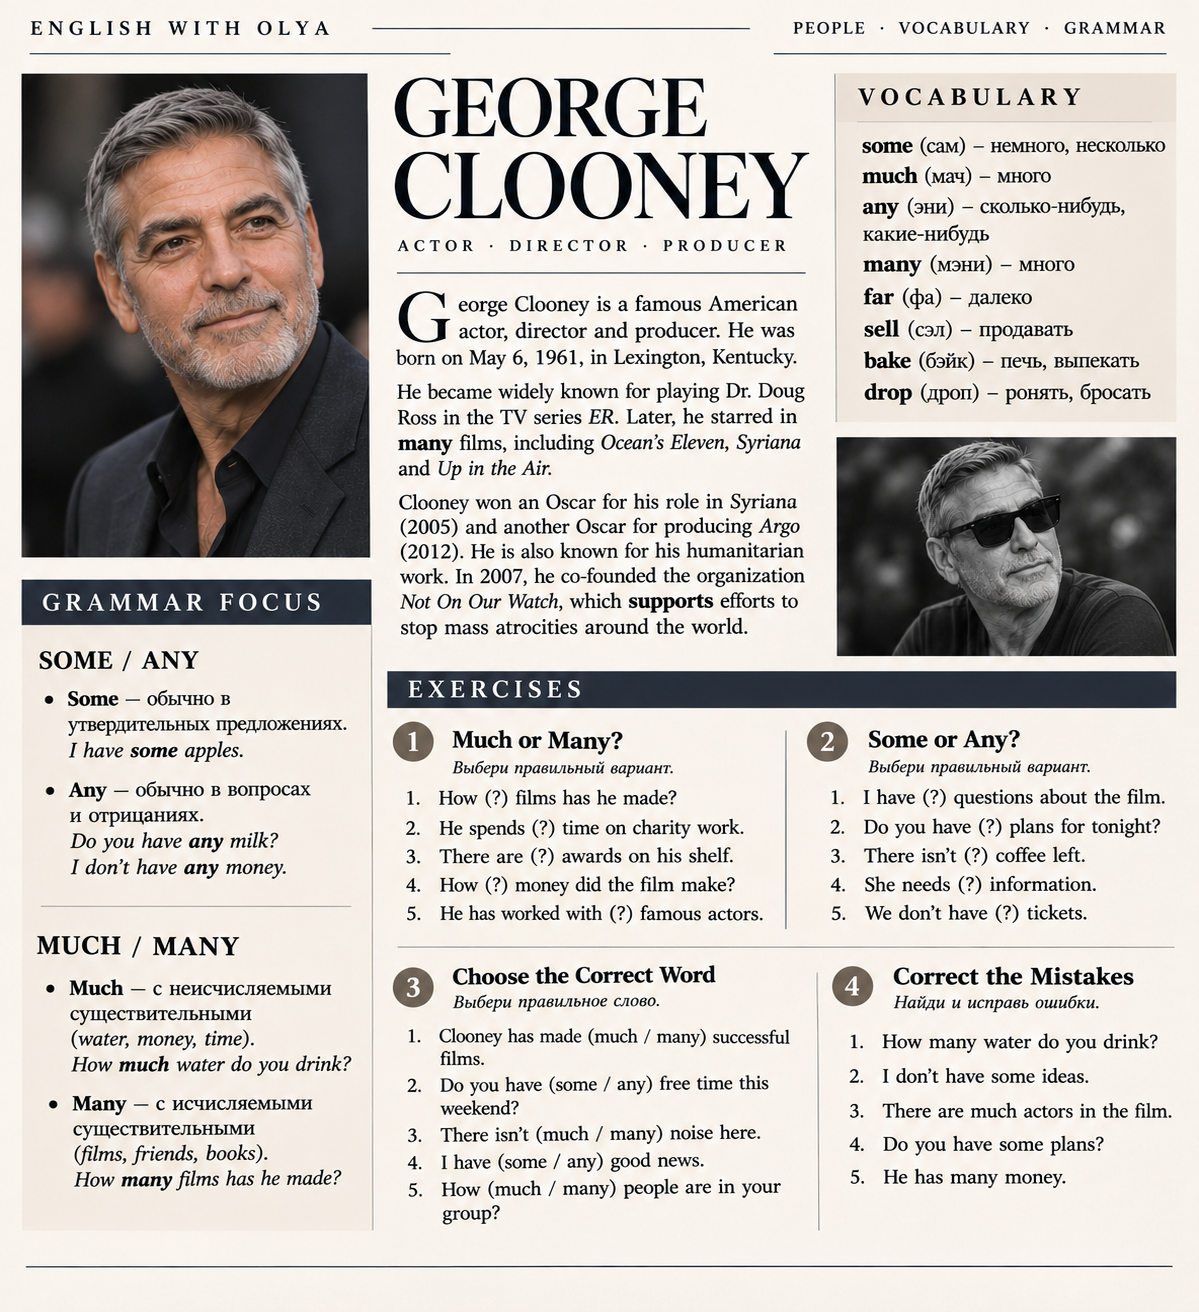 ENGLISH WITH OLYA
PEOPLE · VOCABULARY · GRAMMAR
GEORGE
CLOONEY
ACTOR · DIRECTOR · PRODUCER
George Clooney is a famous American
actor, director and producer. He was
born on May 6, 1961, in Lexington, Kentucky.
He became widely known for playing Dr. Doug
Ross in the TV series ER. Later, he starred in
many films, including Ocean's Eleven, Syriana
and Up in the Air.
Clooney won an Oscar for his role in Syriana
(2005) and another Oscar for producing Argo
(2012). He is also known for his humanitarian
work. In 2007, he co-founded the organization
Not On Our Watch, which supports efforts to
stop mass atrocities around the world.
VOCABULARY
some (сам) – немного, несколько
much (мач) – много
any (эни) – сколько-нибудь,
какие-нибудь
many (мэни) – много
far (фа) – далеко
sell (сэл) – продавать
bake (бэйк) – печь, выпекать
drop (дроп) – ронять, бросать
GRAMMAR FOCUS
SOME / ANY
• Some — обычно в
утвердительных предложениях.
I have some apples.
• Any — обычно в вопросах
и отрицаниях.
Do you have any milk?
I don't have any money.
MUCH / MANY
• Much — с неисчисляемыми
существительными
(water, money, time).
How much water do you drink?
• Many — с исчисляемыми
существительными
(films, friends, books).
How many films has he made?
EXERCISES
1 Much or Many?
Выбери правильный вариант.
1. How (?) films has he made?
2. He spends (?) time on charity work.
3. There are (?) awards on his shelf.
4. How (?) money did the film make?
5. He has worked with (?) famous actors.
2 Some or Any?
Выбери правильный вариант.
1. I have (?) questions about the film.
2. Do you have (?) plans for tonight?
3. There isn't (?) coffee left.
4. She needs (?) information.
5. We don't have (?) tickets.
3 Choose the Correct Word
Выбери правильное слово.
1. Clooney has made (much / many) successful
films.
2. Do you have (some / any) free time this
weekend?
3. There isn't (much / many) noise here.
4. I have (some / any) good news.
5. How (much / many) people are in your
group?
4 Correct the Mistakes
Найди и исправь ошибки.
1. How many water do you drink?
2. I don't have some ideas.
3. There are much actors in the film.
4. Do you have some plans?
5. He has many money.